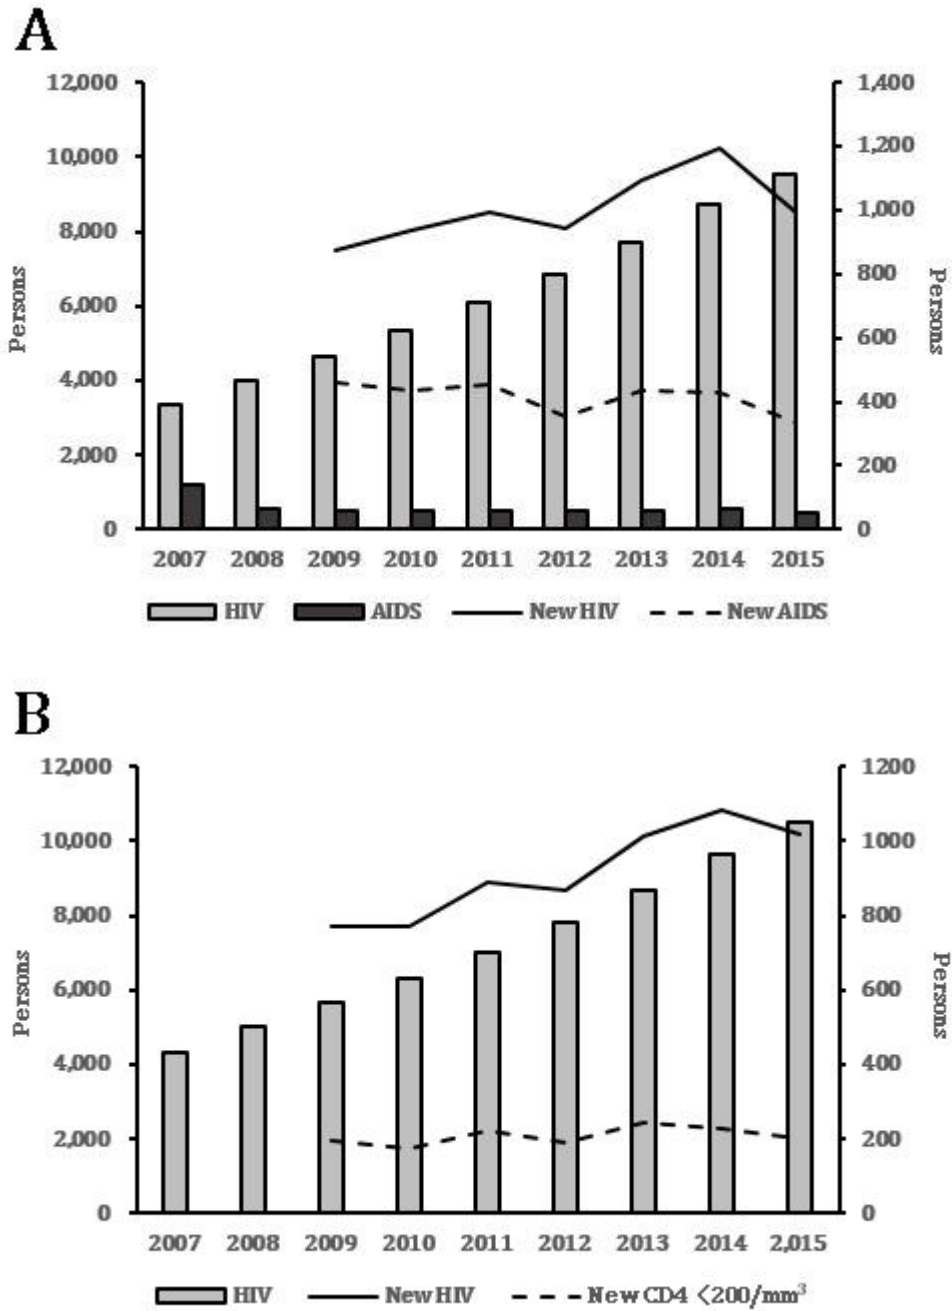 A
12,000 1,400
10,000 1,200
8,000 1,000
6,000 800
4,000 600
2,000 400
0 200
0
Persons
Persons
2007 2008 2009 2010 2011 2012 2013 2014 2015
HIV AIDS New HIV New AIDS
B
12,000 1200
10,000 1000
8,000 800
6,000 600
4,000 400
2,000 200
0 0
Persons
Persons
2007 2008 2009 2010 2011 2012 2013 2014 2,015
HIV New HIV New CD4 <200/mm³